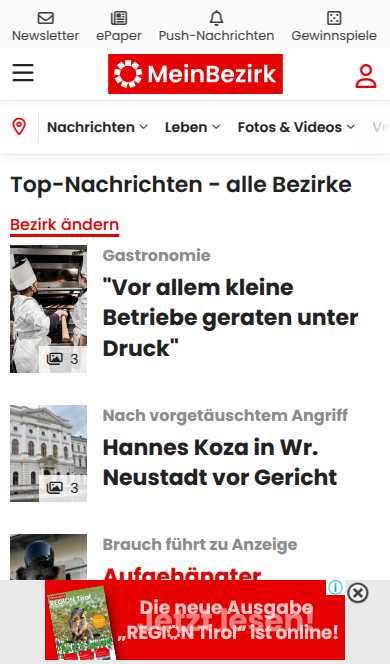 Newsletter
ePaper
Push-Nachrichten
Gewinnspiele
MeinBezirk
Nachrichten
Leben
Fotos & Videos
Top-Nachrichten - alle Bezirke
Bezirk ändern
Gastronomie
"Vor allem kleine
Betriebe geraten unter
Druck"
3
Nach vorgetäuschtem Angriff
Hannes Koza in Wr.
Neustadt vor Gericht
3
Brauch führt zu Anzeige
Aufgehängter
Die neue Ausgabe
Jetzt lesen!
„REGION Tirol“ ist online!
REGION Tirol